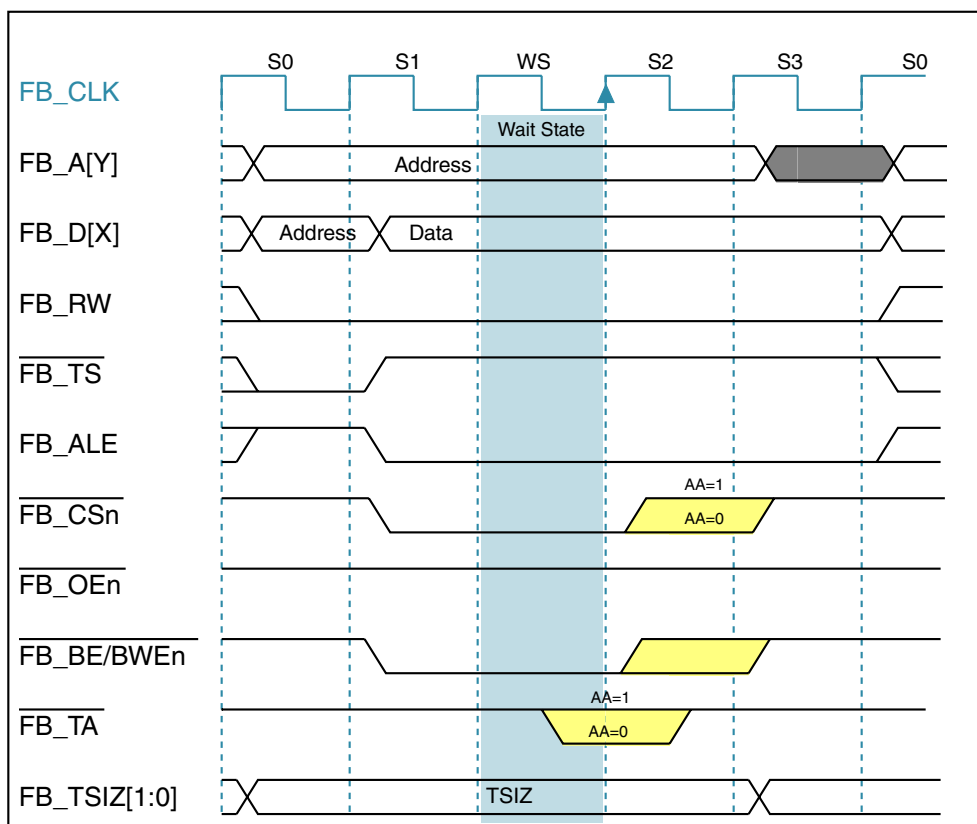 S0 S1 WS S2 S3 S0
FB_CLK
Wait State
FB_A[Y] Address
FB_D[X] Address Data
FB_RW
FB_TS
FB_ALE
AA=1
FB_CSn AA=0
FB_OEn
FB_BE/BWEn
AA=1
FB_TA AA=0
FB_TSIZ[1:0] TSIZ